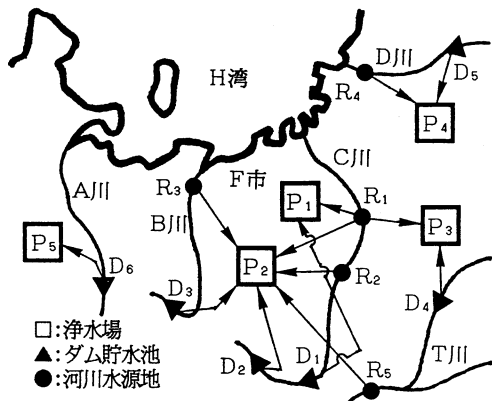 H湾
D川
D₅
R₄
P₄
C川
F市
A川
R₃
P₁
R₁
B川
P₃
P₅
P₂
D₆
R₂
D₃
D₄
D₂
D₁
R₅
T川
□:浄水場
▲:ダム貯水池
●:河川水源地